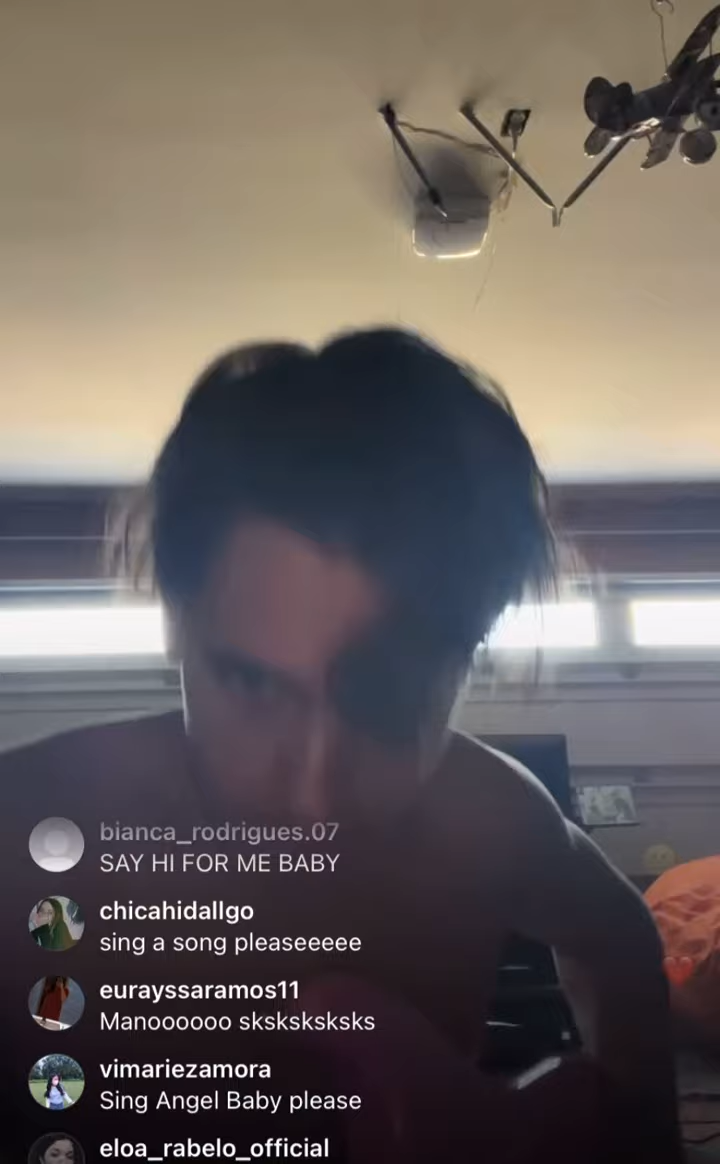 bianca_rodrigues.07
SAY HI FOR ME BABY
chicahidallgo
sing a song pleaseeeee
eurayssaramos11
Manoooooo sksksksksks
vimariezamora
Sing Angel Baby please
eloa_rabelo_official